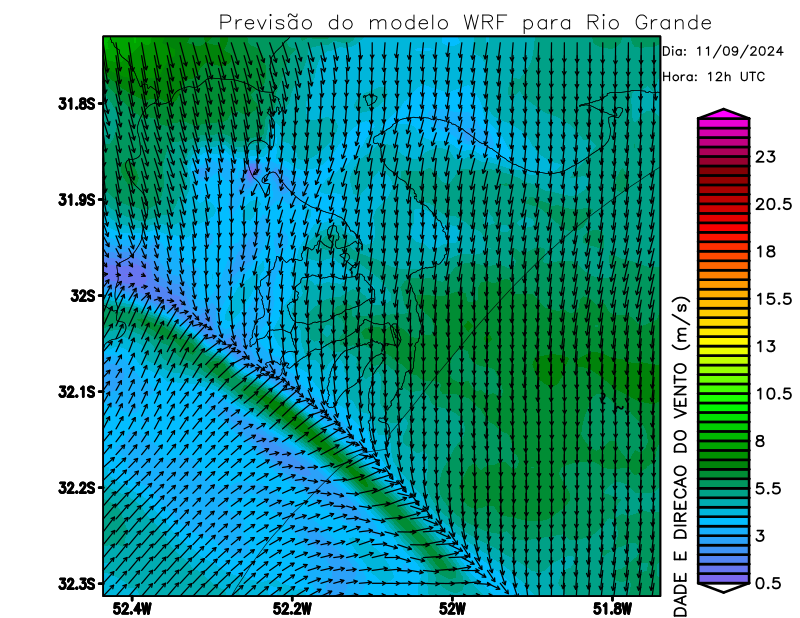 Previsão do modelo WRF para Rio Grande
Dia: 11/09/2024
Hora: 12h UTC
31.8S
31.9S
32S
32.1S
32.2S
32.3S
52.4W
52.2W
52W
51.8W
23
20.5
18
15.5
13
10.5
8
5.5
3
0.5
DADE E DIRECAO DO VENTO (m/s)